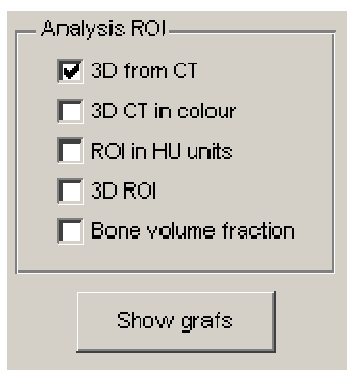 Analysis ROI
3D from CT
3D CT in colour
ROI in HU units
3D ROI
Bone volume fraction
Show grafs